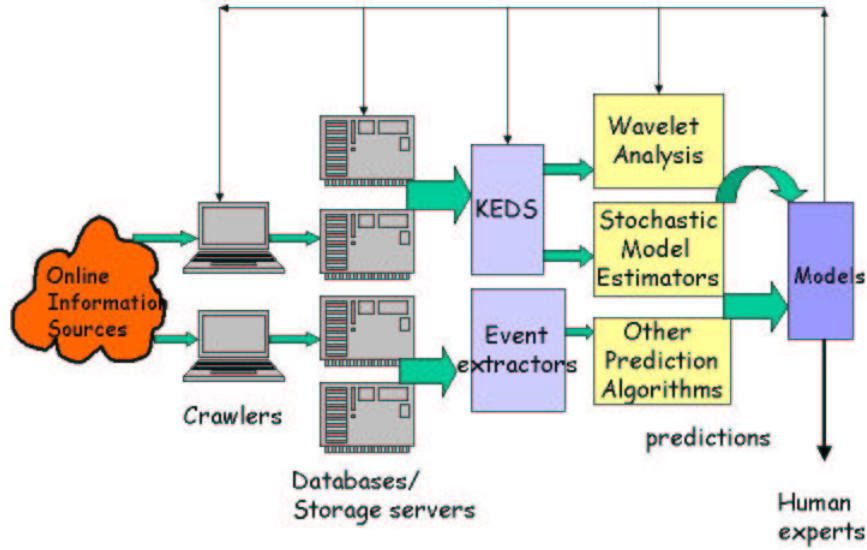 Online
Information
Sources
Crawlers
Databases/
Storage servers
KEDS
Event
extractors
Wavelet
Analysis
Stochastic
Model
Estimators
Other
Prediction
Algorithms
predictions
Models
Human
experts